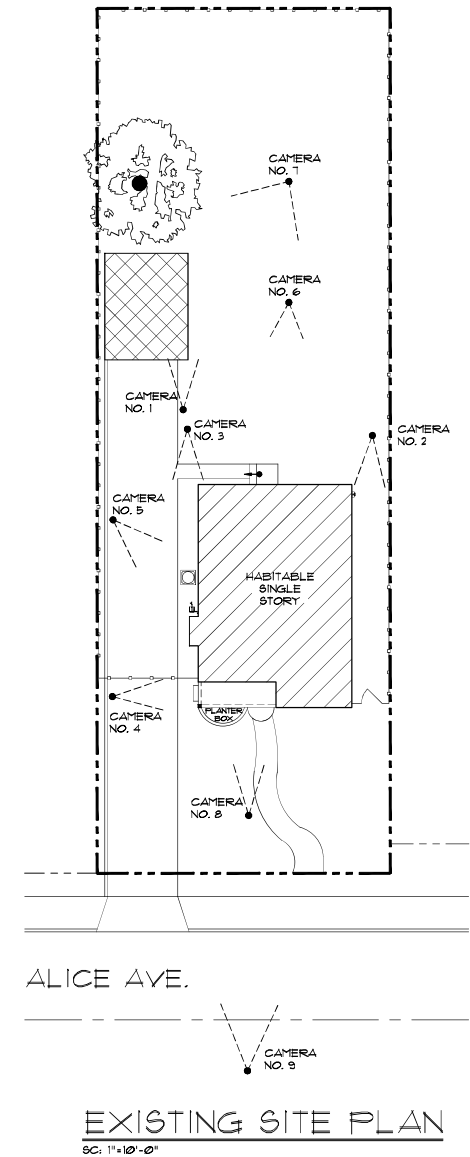 CAMERA
NO. 7
CAMERA
NO. 6
CAMERA
NO. 1
CAMERA
NO. 3
CAMERA
NO. 2
CAMERA
NO. 5
HABITABLE
SINGLE
STORY
CAMERA
NO. 4
PLANTER
BOX
CAMERA
NO. 8
ALICE AVE.
CAMERA
NO. 9
EXISTING SITE PLAN
SC: 1"=10'-0"